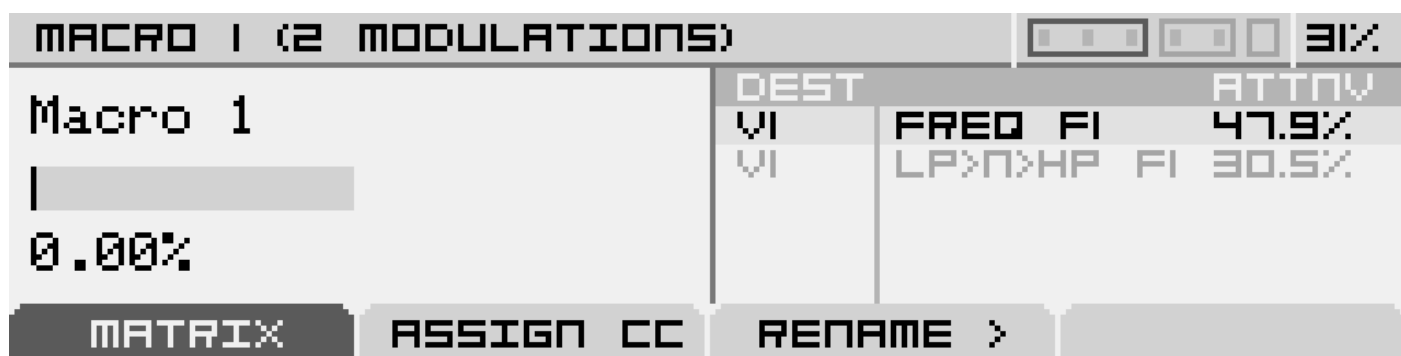 MACRO 1 (2 MODULATIONS) 31%
Macro 1
0.00%
DEST ATTNV
V1 FREQ F1 47.9%
V1 LP>N>HP F1 30.5%
MATRIX ASSIGN CC RENAME >